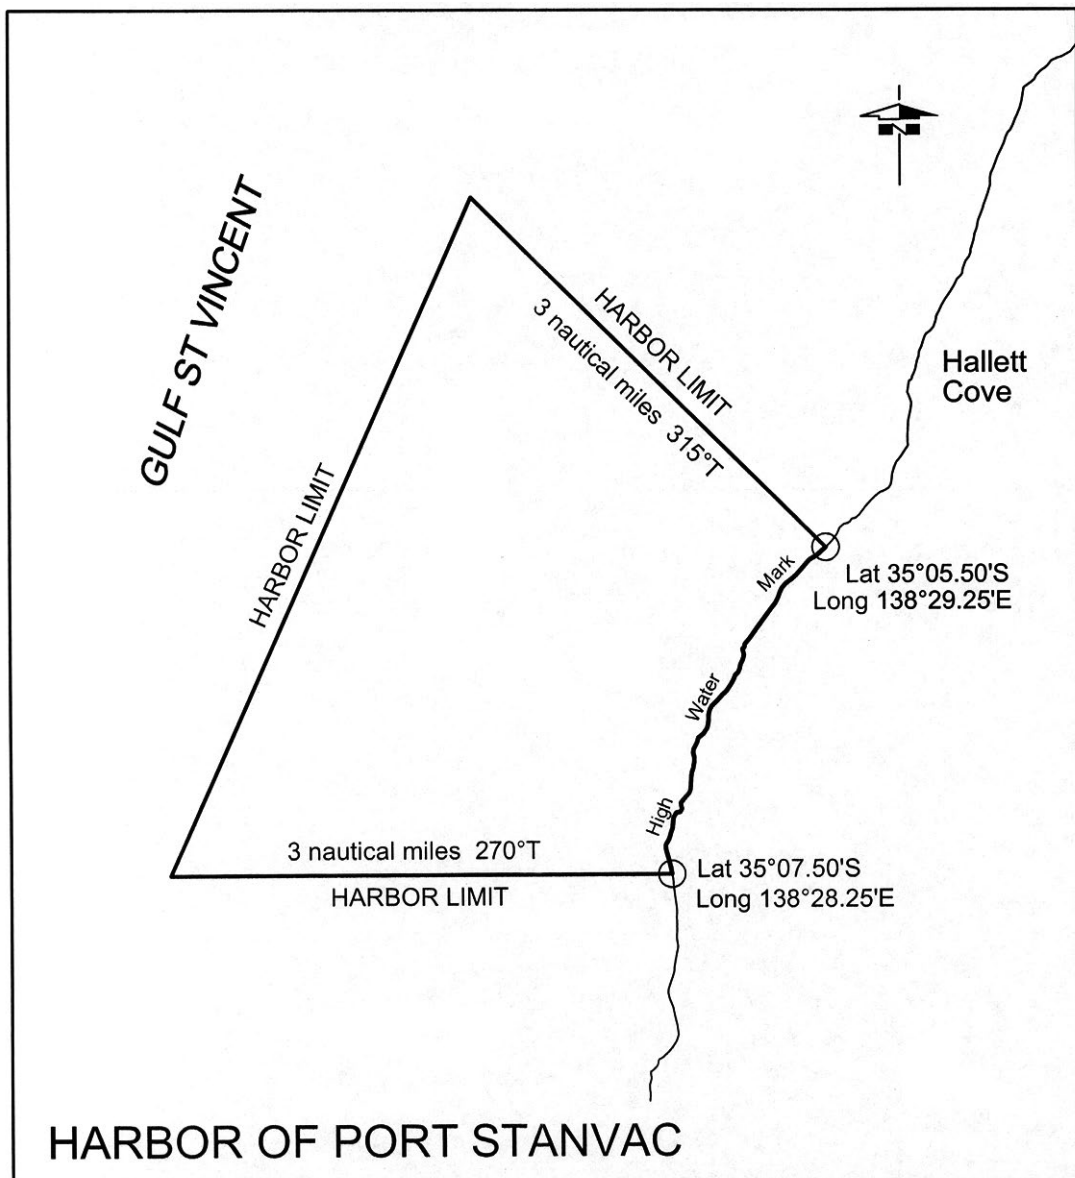 GULF ST VINCENT
HARBOR LIMIT
3 nautical miles 315°T
HARBOR LIMIT
Hallett
Cove
Lat 35°05.50'S
Long 138°29.25'E
High Water Mark
3 nautical miles 270°T
HARBOR LIMIT
Lat 35°07.50'S
Long 138°28.25'E
N
HARBOR OF PORT STANVAC